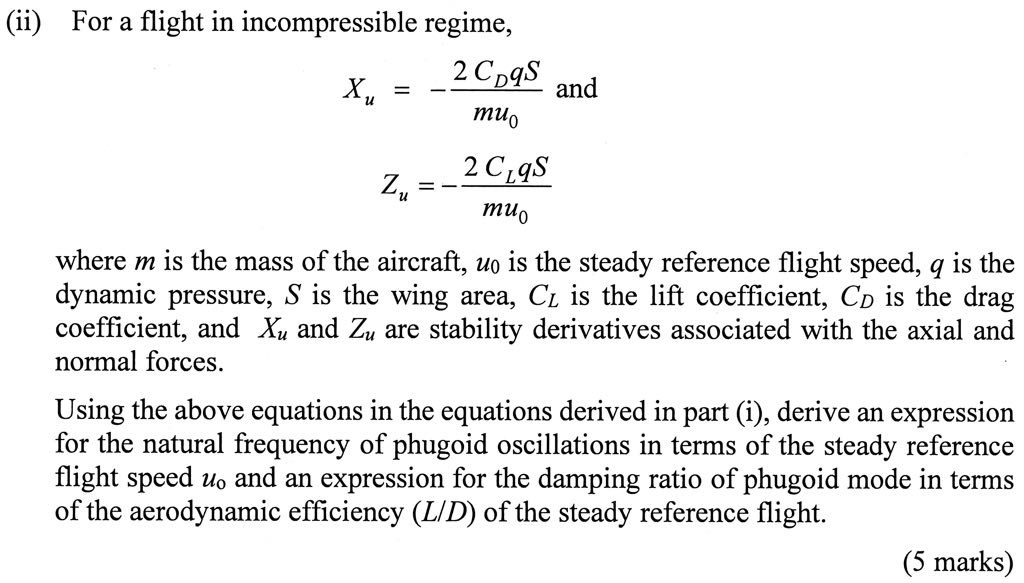 (ii) For a flight in incompressible regime,
X_u = - 2 C_D qS / mu_0 and
Z_u = - 2 C_L qS / mu_0
where m is the mass of the aircraft, u_0 is the steady reference flight speed, q is the
dynamic pressure, S is the wing area, C_L is the lift coefficient, C_D is the drag
coefficient, and X_u and Z_u are stability derivatives associated with the axial and
normal forces.
Using the above equations in the equations derived in part (i), derive an expression
for the natural frequency of phugoid oscillations in terms of the steady reference
flight speed u_o and an expression for the damping ratio of phugoid mode in terms
of the aerodynamic efficiency (L/D) of the steady reference flight.
(5 marks)